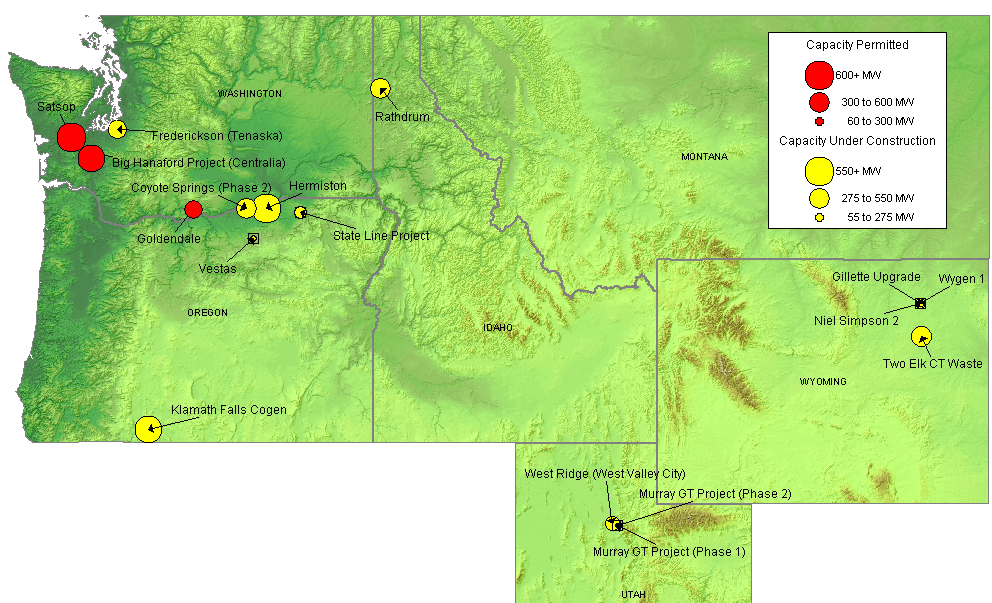 Capacity Permitted
600+ MW
300 to 600 MW
60 to 300 MW
Capacity Under Construction
550+ MW
275 to 550 MW
55 to 275 MW
WASHINGTON
Satsop
Rathdrum
Frederickson (Tenaska)
MONTANA
Big Hanaford Project (Centralia)
Coyote Springs (Phase 2)
Hermiston
Goldendale
State Line Project
Vestas
Gillette Upgrade
Wygen 1
OREGON
Niel Simpson 2
IDAHO
Two Elk CT Waste
WYOMING
Klamath Falls Cogen
West Ridge (West Valley City)
Murray GT Project (Phase 2)
Murray GT Project (Phase 1)
UTAH